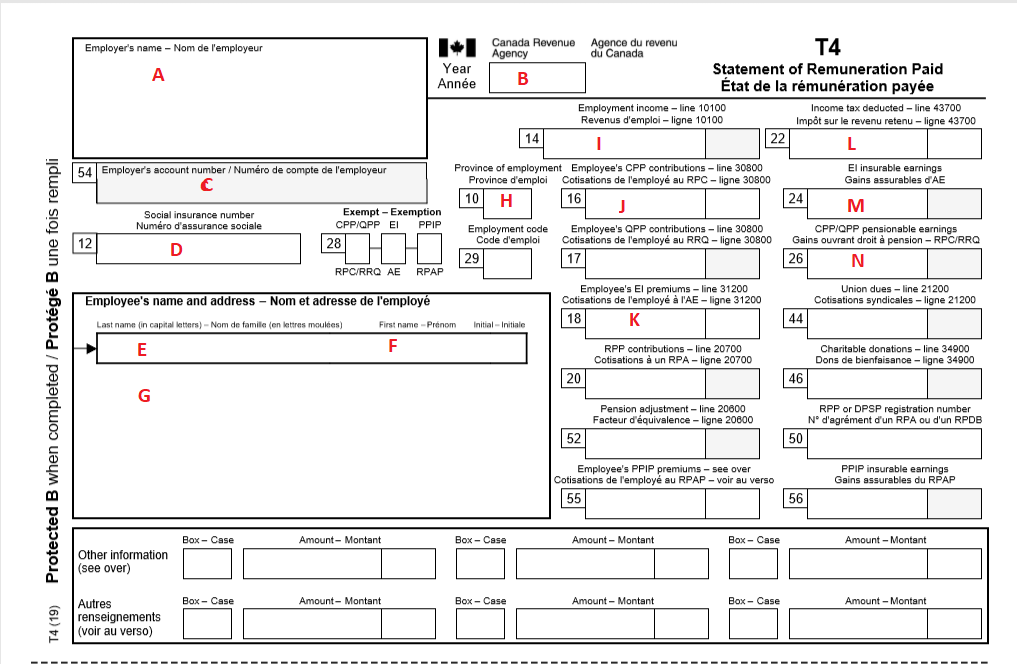 Employer's name – Nom de l'employeur
A
Canada Revenue Agency
Agence du revenu du Canada
Year
Année
B
T4
Statement of Remuneration Paid
État de la rémunération payée
Employment income – line 10100
Revenus d'emploi – ligne 10100
14
I
Income tax deducted – line 43700
Impôt sur le revenu retenu – ligne 43700
22
L
54
Employer's account number / Numéro de compte de l'employeur
C
Province of employment
Province d'emploi
10
H
Employee's CPP contributions – line 30800
Cotisations de l'employé au RPC – ligne 30800
16
J
EI insurable earnings
Gains assurables d'AE
24
M
Social insurance number
Numéro d'assurance sociale
12
D
Exempt – Exemption
CPP/QPP EI PPIP
28
RPC/RRQ AE RPAP
Employment code
Code d'emploi
29
Employee's QPP contributions – line 30800
Cotisations de l'employé au RRQ – ligne 30800
17
CPP/QPP pensionable earnings
Gains ouvrant droit à pension – RPC/RRQ
26
N
Employee's name and address – Nom et adresse de l'employé
Last name (in capital letters) – Nom de famille (en lettres moulées)
First name – Prénom
Initial – Initiale
E
F
G
Employee's EI premiums – line 31200
Cotisations de l'employé à l'AE – ligne 31200
18
K
Union dues – line 21200
Cotisations syndicales – ligne 21200
44
RPP contributions – line 20700
Cotisations à un RPA – ligne 20700
20
Charitable donations – line 34900
Dons de bienfaisance – ligne 34900
46
Pension adjustment – line 20600
Facteur d'équivalence – ligne 20600
52
RPP or DPSP registration number
N° d'agrément d'un RPA ou d'un RPDB
50
Employee's PPIP premiums – see over
Cotisations de l'employé au RPAP – voir au verso
55
PPIP insurable earnings
Gains assurables du RPAP
56
Other information
(see over)
Box – Case Amount – Montant Box – Case Amount – Montant Box – Case Amount – Montant
Autres
renseignements
(voir au verso)
Box – Case Amount – Montant Box – Case Amount – Montant Box – Case Amount – Montant
Protected B when completed / Protégé B une fois rempli
T4 (19)